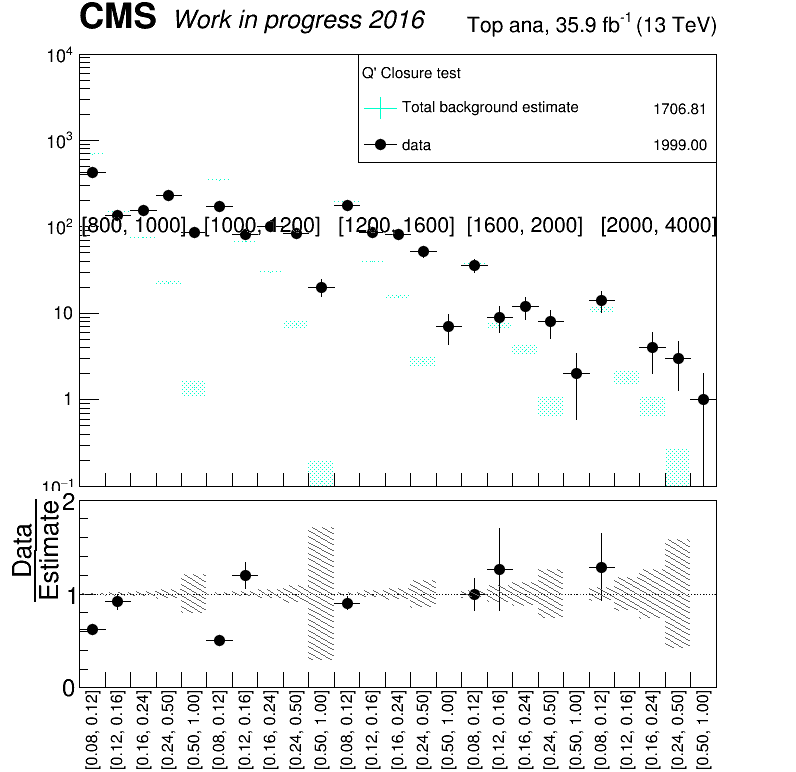 CMS Work in progress 2016 Top ana, 35.9 fb⁻¹ (13 TeV)
10⁴
Q' Closure test
Total background estimate 1706.81
10³
data 1999.00
10²
[800, 1000] [1000, 1200] [1200, 1600] [1600, 2000] [2000, 4000]
10
1
10⁻¹
2
Data
Estimate
1
0
[0.08, 0.12] [0.12, 0.16] [0.16, 0.24] [0.24, 0.50] [0.50, 1.00] [0.08, 0.12] [0.12, 0.16] [0.16, 0.24] [0.24, 0.50] [0.50, 1.00] [0.08, 0.12] [0.12, 0.16] [0.16, 0.24] [0.24, 0.50] [0.50, 1.00] [0.08, 0.12] [0.12, 0.16] [0.16, 0.24] [0.24, 0.50] [0.50, 1.00] [0.08, 0.12] [0.12, 0.16] [0.16, 0.24] [0.24, 0.50] [0.50, 1.00]